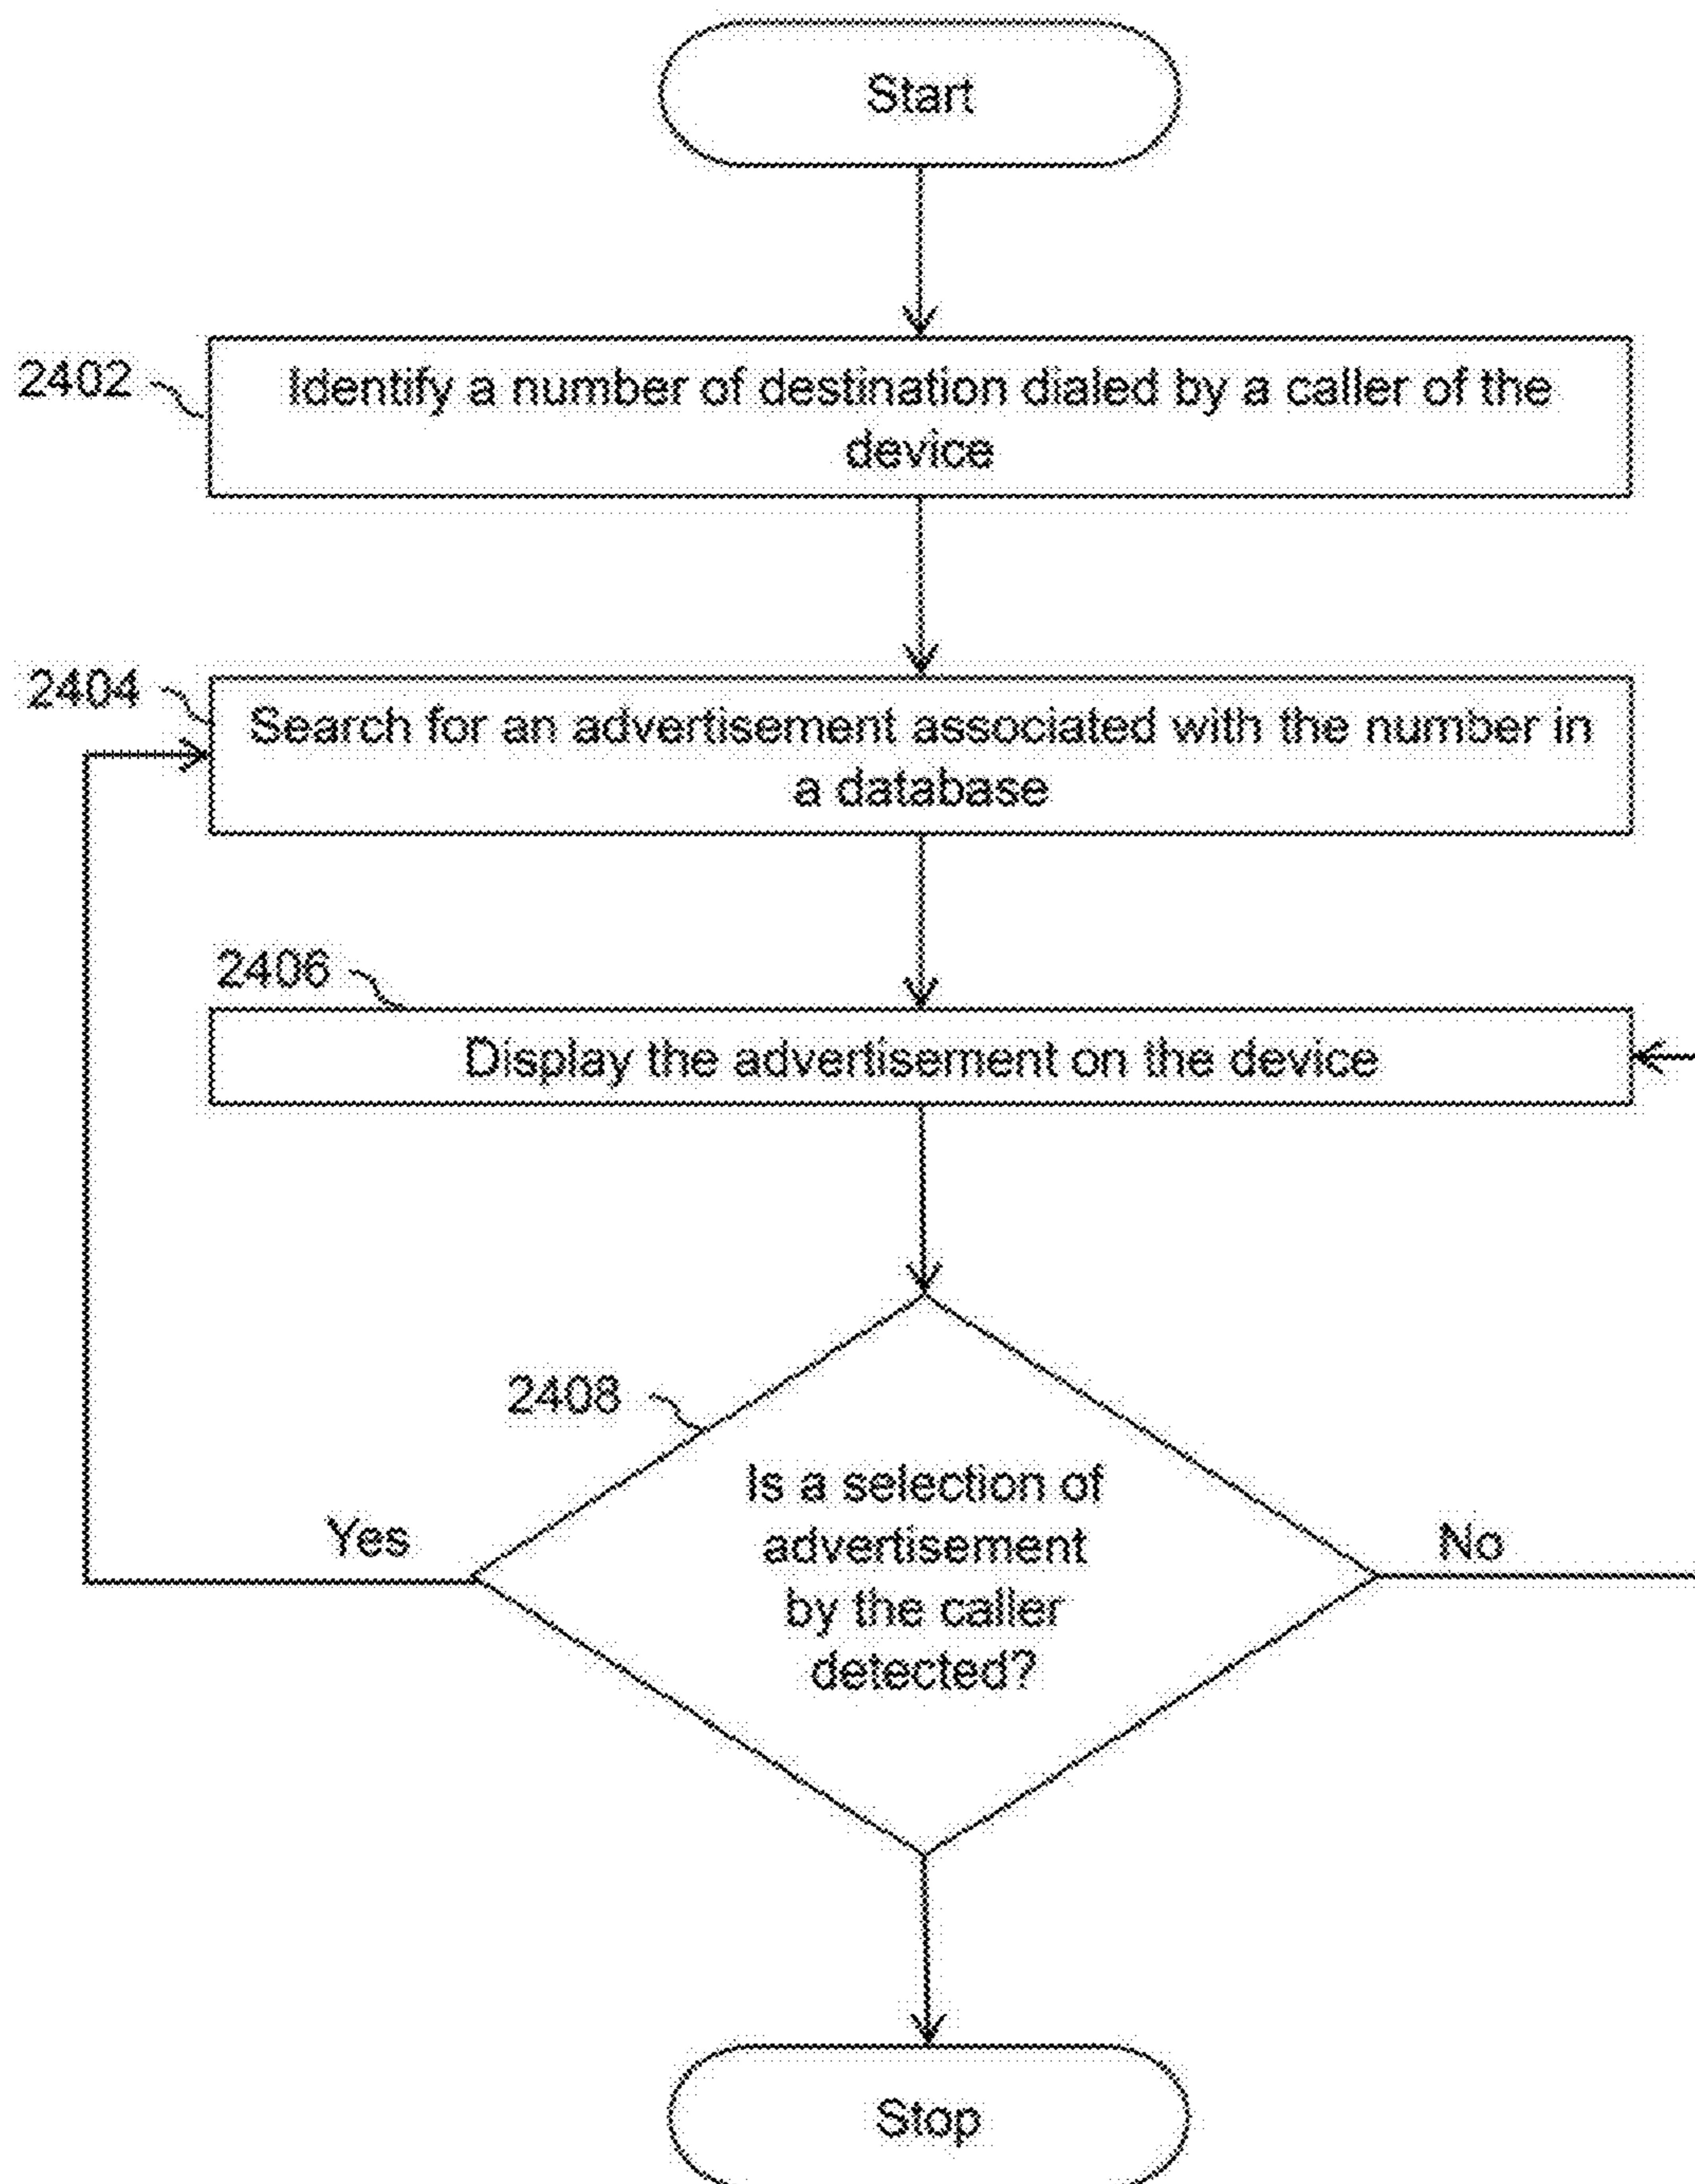 Start
2402
Identify a number of destination dialed by a caller of the
device
2404
Search for an advertisement associated with the number in
a database
2406
Display the advertisement on the device
2408
Is a selection of
advertisement
by the caller
detected?
Yes
No
Stop